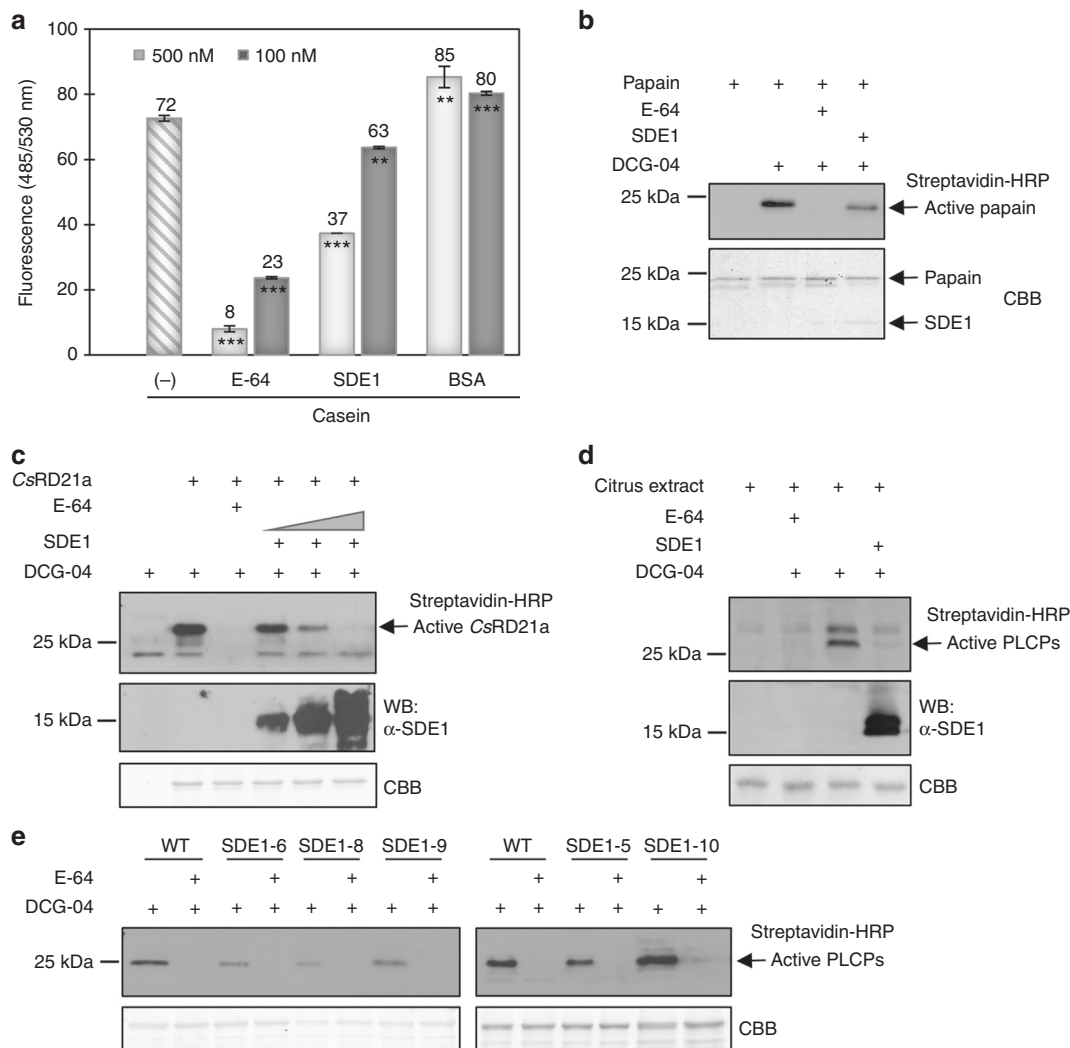 a
100
80
60
40
20
0
Fluorescence (485/530 nm)
500 nM 100 nM
72
8
***
23
***
37
***
63
**
85
**
80
***
(–) E-64 SDE1 BSA
Casein
b
Papain + + + +
E-64 +
SDE1 +
DCG-04 + + +
Streptavidin-HRP
25 kDa Active papain
25 kDa Papain
CBB
15 kDa SDE1
c
CsRD21a + + + + +
E-64 +
SDE1 + + +
DCG-04 + + + + + +
Streptavidin-HRP
Active CsRD21a
25 kDa
WB:
15 kDa α-SDE1
CBB
d
Citrus extract + + + +
E-64 +
SDE1 +
DCG-04 + + +
Streptavidin-HRP
Active PLCPs
25 kDa
WB:
α-SDE1
15 kDa
CBB
e
WT SDE1-6 SDE1-8 SDE1-9 WT SDE1-5 SDE1-10
E-64 + + + + + + +
DCG-04 + + + + + + + + + + + + + +
Streptavidin-HRP
25 kDa Active PLCPs
CBB